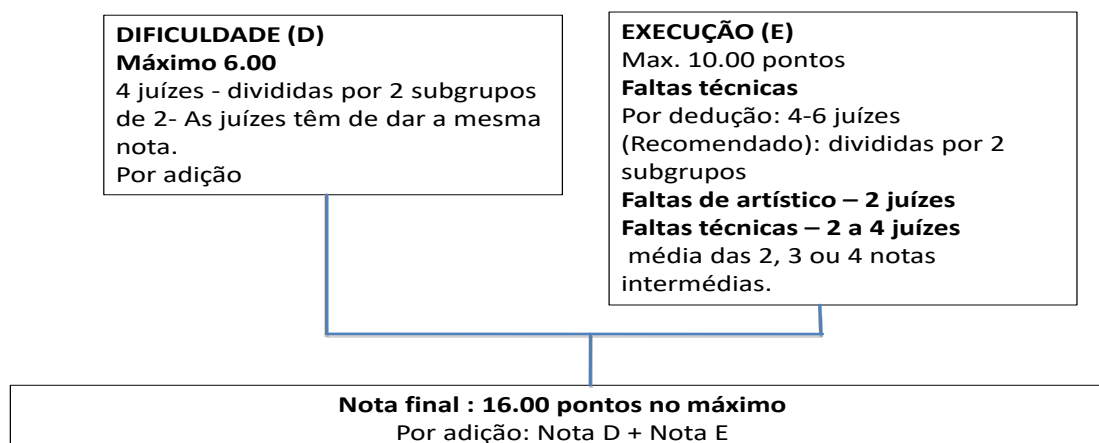 DIFICULDADE (D)
Máximo 6.00
4 juízes - divididas por 2 subgrupos
de 2- As juízes têm de dar a mesma
nota.
Por adição
EXECUÇÃO (E)
Max. 10.00 pontos
Faltas técnicas
Por dedução: 4-6 juízes
(Recomendado): divididas por 2
subgrupos
Faltas de artístico – 2 juízes
Faltas técnicas – 2 a 4 juízes
média das 2, 3 ou 4 notas
intermédias.
Nota final : 16.00 pontos no máximo
Por adição: Nota D + Nota E